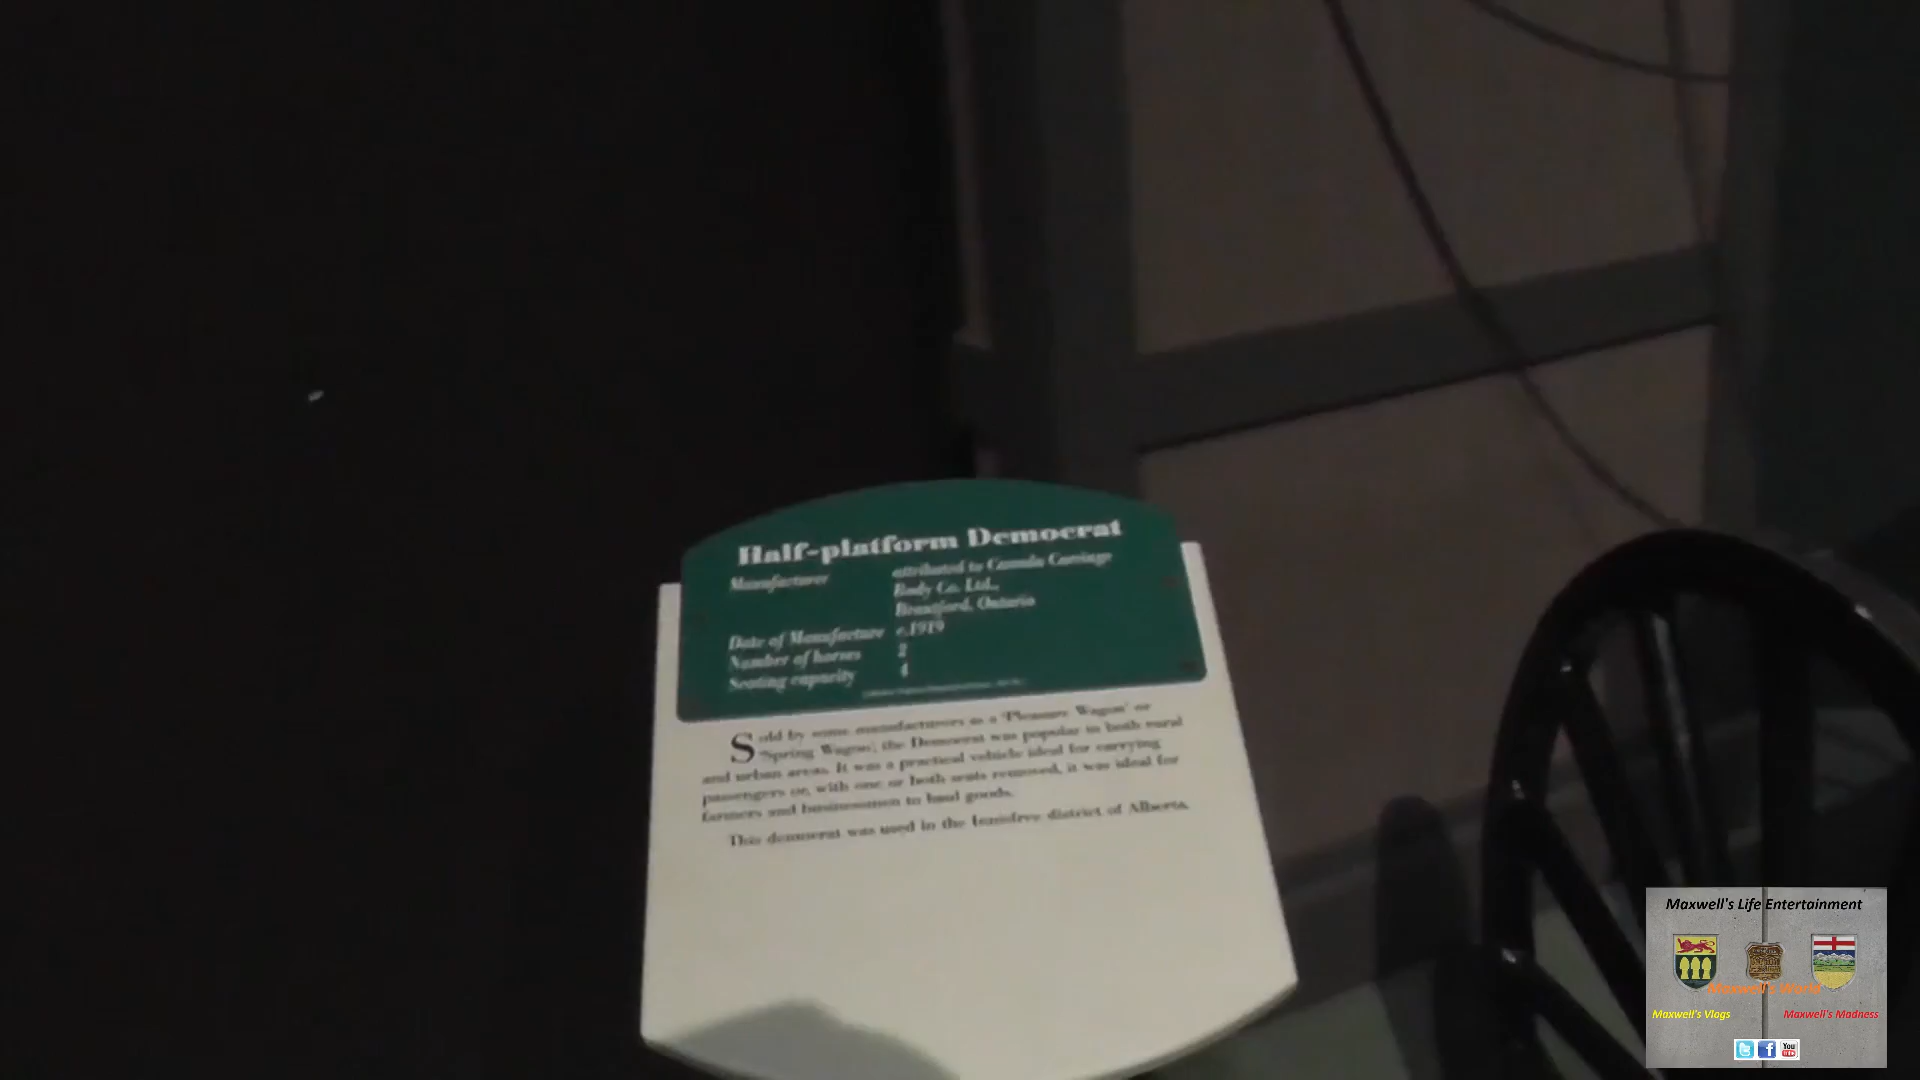 Half-platform Democrat
Manufacturer attributed to Canada Carriage
Body Co. Ltd.,
Brantford, Ontario
Date of Manufacture c.1919
Number of horses 2
Seating capacity 4
Sold by some manufacturers as a 'Pleasure Wagon' or
'Spring Wagon', the Democrat was popular in both rural
and urban areas. It was a practical vehicle ideal for carrying
passengers or, with one or both seats removed, it was ideal for
farmers and businessmen to haul goods.
This democrat was used in the Innisfree district of Alberta.
Maxwell's Life Entertainment
Maxwell's World
Maxwell's Vlogs
Maxwell's Madness
You